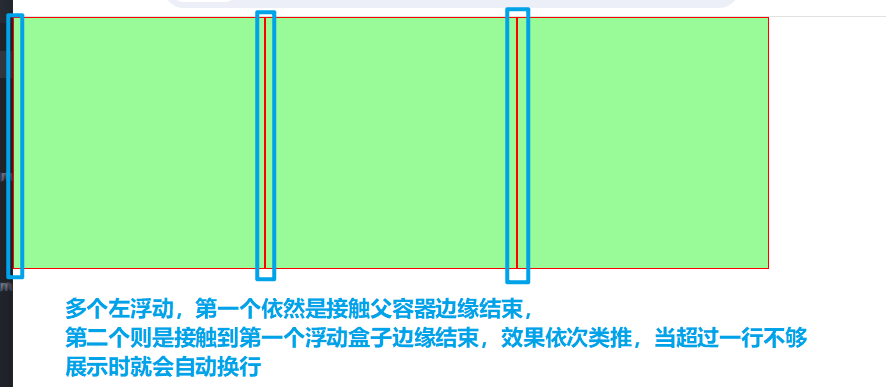 多个左浮动，第一个依然是接触父容器边缘结束，
第二个则是接触到第一个浮动盒子边缘结束，效果依次类推，当超过一行不够
展示时就会自动换行